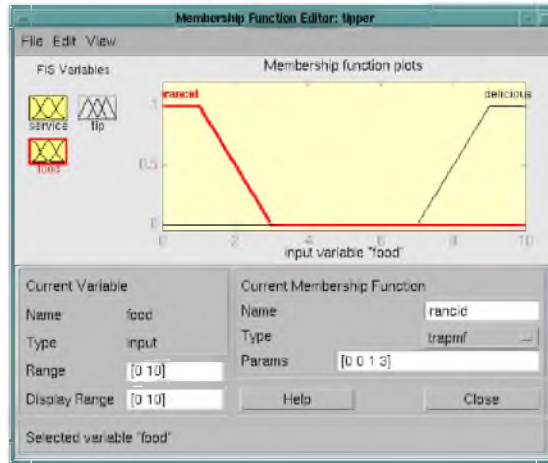 Membership Function Editor: tipper
File Edit View
FIS Variables
Membership function plots
service
tip
food
rancid
delicious
1
0.5
0
0 2 4 6 8 10
input variable "food"
Current Variable
Name food
Type input
Range [0 10]
Display Range [0 10]
Current Membership Function
Name rancid
Type trapmf
Params [0 0 1 3]
Help Close
Selected variable "food"